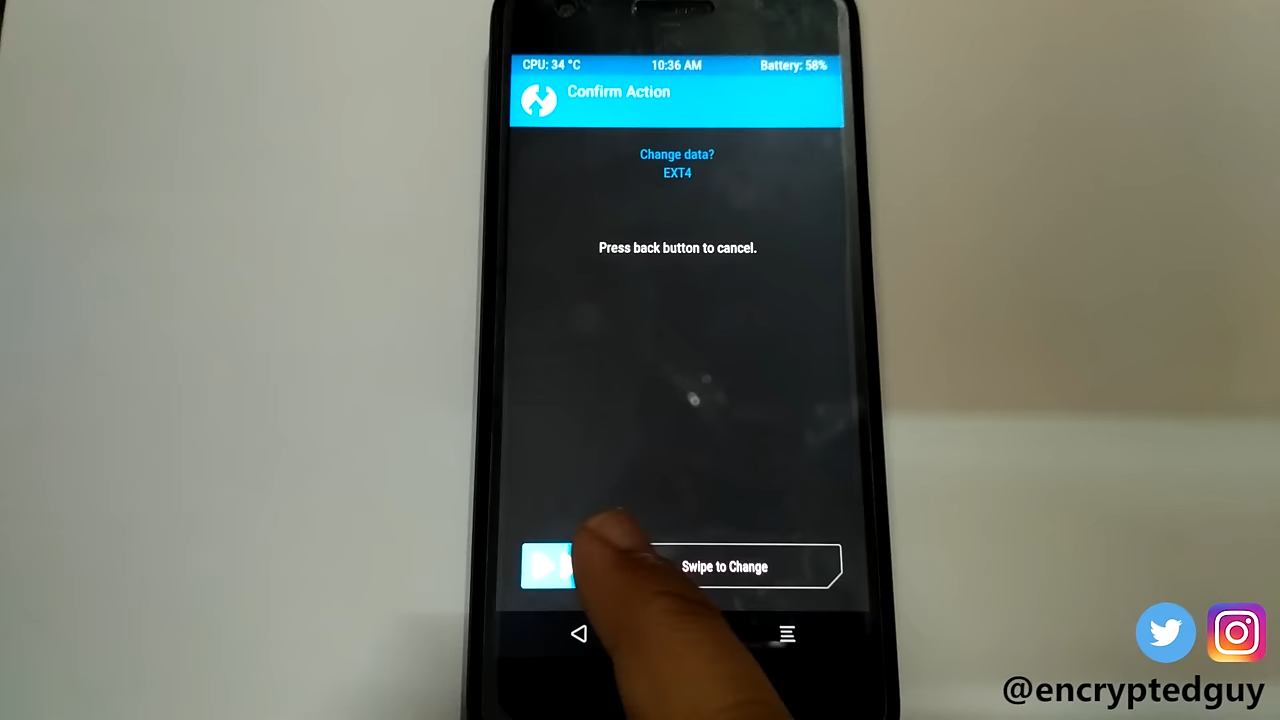 CPU: 34 °C 10:36 AM Battery: 58%
Confirm Action
Change data?
EXT4
Press back button to cancel.
Swipe to Change
@encryptedguy